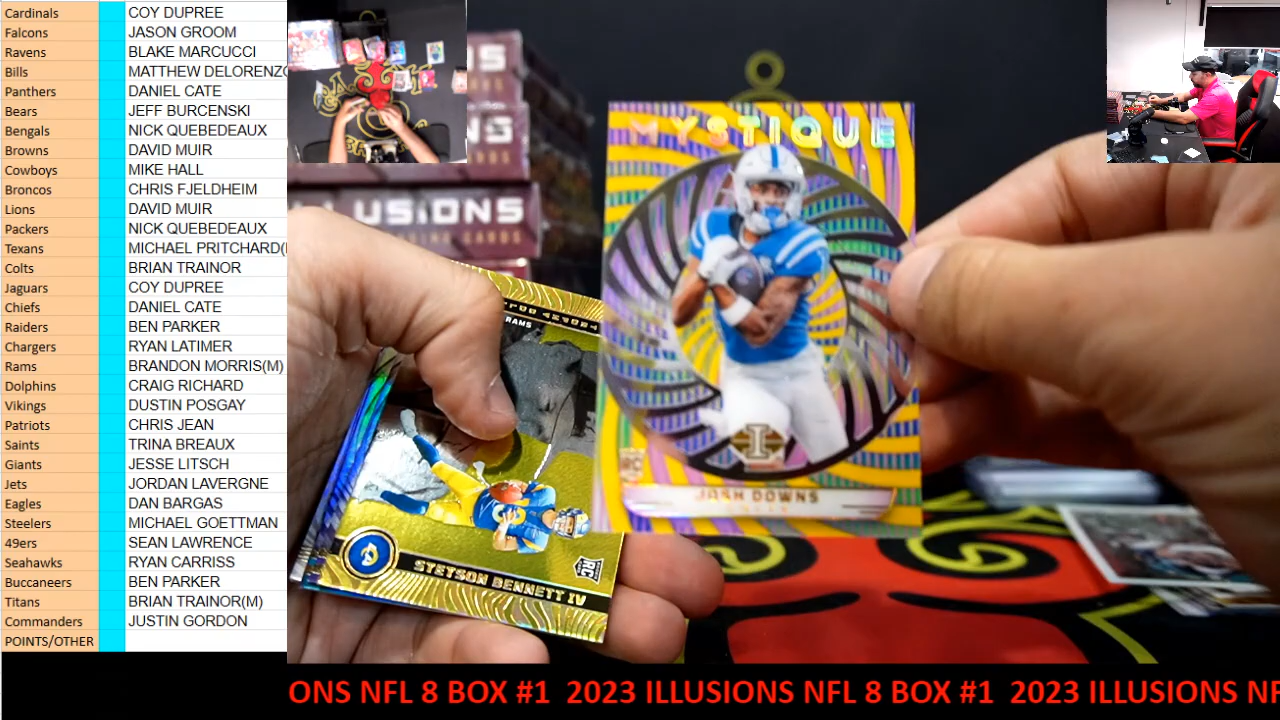 Cardinals COY DUPREE
Falcons JASON GROOM
Ravens BLAKE MARCUCCI
Bills MATTHEW DELORENZO
Panthers DANIEL CATE
Bears JEFF BURCENSKI
Bengals NICK QUEBEDEAUX
Browns DAVID MUIR
Cowboys MIKE HALL
Broncos CHRIS FJELDHEIM
Lions DAVID MUIR
Packers NICK QUEBEDEAUX
Texans MICHAEL PRITCHARD(
Colts BRIAN TRAINOR
Jaguars COY DUPREE
Chiefs DANIEL CATE
Raiders BEN PARKER
Chargers RYAN LATIMER
Rams BRANDON MORRIS(M)
Dolphins CRAIG RICHARD
Vikings DUSTIN POSGAY
Patriots CHRIS JEAN
Saints TRINA BREAUX
Giants JESSE LITSCH
Jets JORDAN LAVERGNE
Eagles DAN BARGAS
Steelers MICHAEL GOETTMAN
49ers SEAN LAWRENCE
Seahawks RYAN CARRISS
Buccaneers BEN PARKER
Titans BRIAN TRAINOR(M)
Commanders JUSTIN GORDON
POINTS/OTHER
ILLUSIONS
CARDS
MYSTIQUE
I
RC
JOSH DOWNS
RAMS
STETSON BENNETT IV
RC
ONS NFL 8 BOX #1 2023 ILLUSIONS NFL 8 BOX #1 2023 ILLUSIONS NF